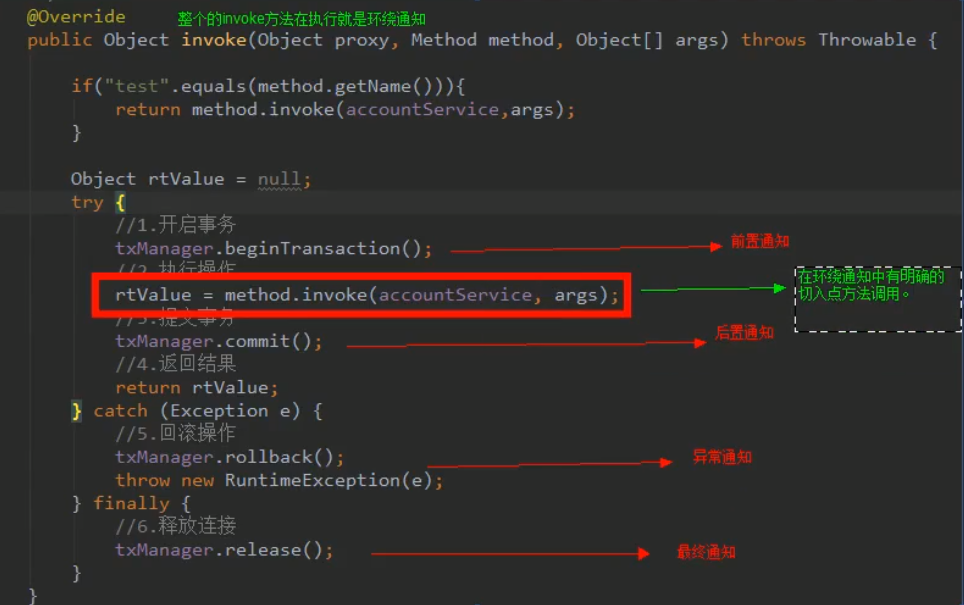 @Override
整个的invoke方法在执行就是环绕通知
public Object invoke(Object proxy, Method method, Object[] args) throws Throwable {
if("test".equals(method.getName())){
return method.invoke(accountService,args);
}
Object rtValue = null;
try {
//1.开启事务
txManager.beginTransaction();
前置通知
//2.执行操作
rtValue = method.invoke(accountService, args);
在环绕通知中有明确的
切入点方法调用。
//3.提交事务
txManager.commit();
后置通知
//4.返回结果
return rtValue;
} catch (Exception e) {
//5.回滚操作
txManager.rollback();
异常通知
throw new RuntimeException(e);
} finally {
//6.释放连接
txManager.release();
最终通知
}
}